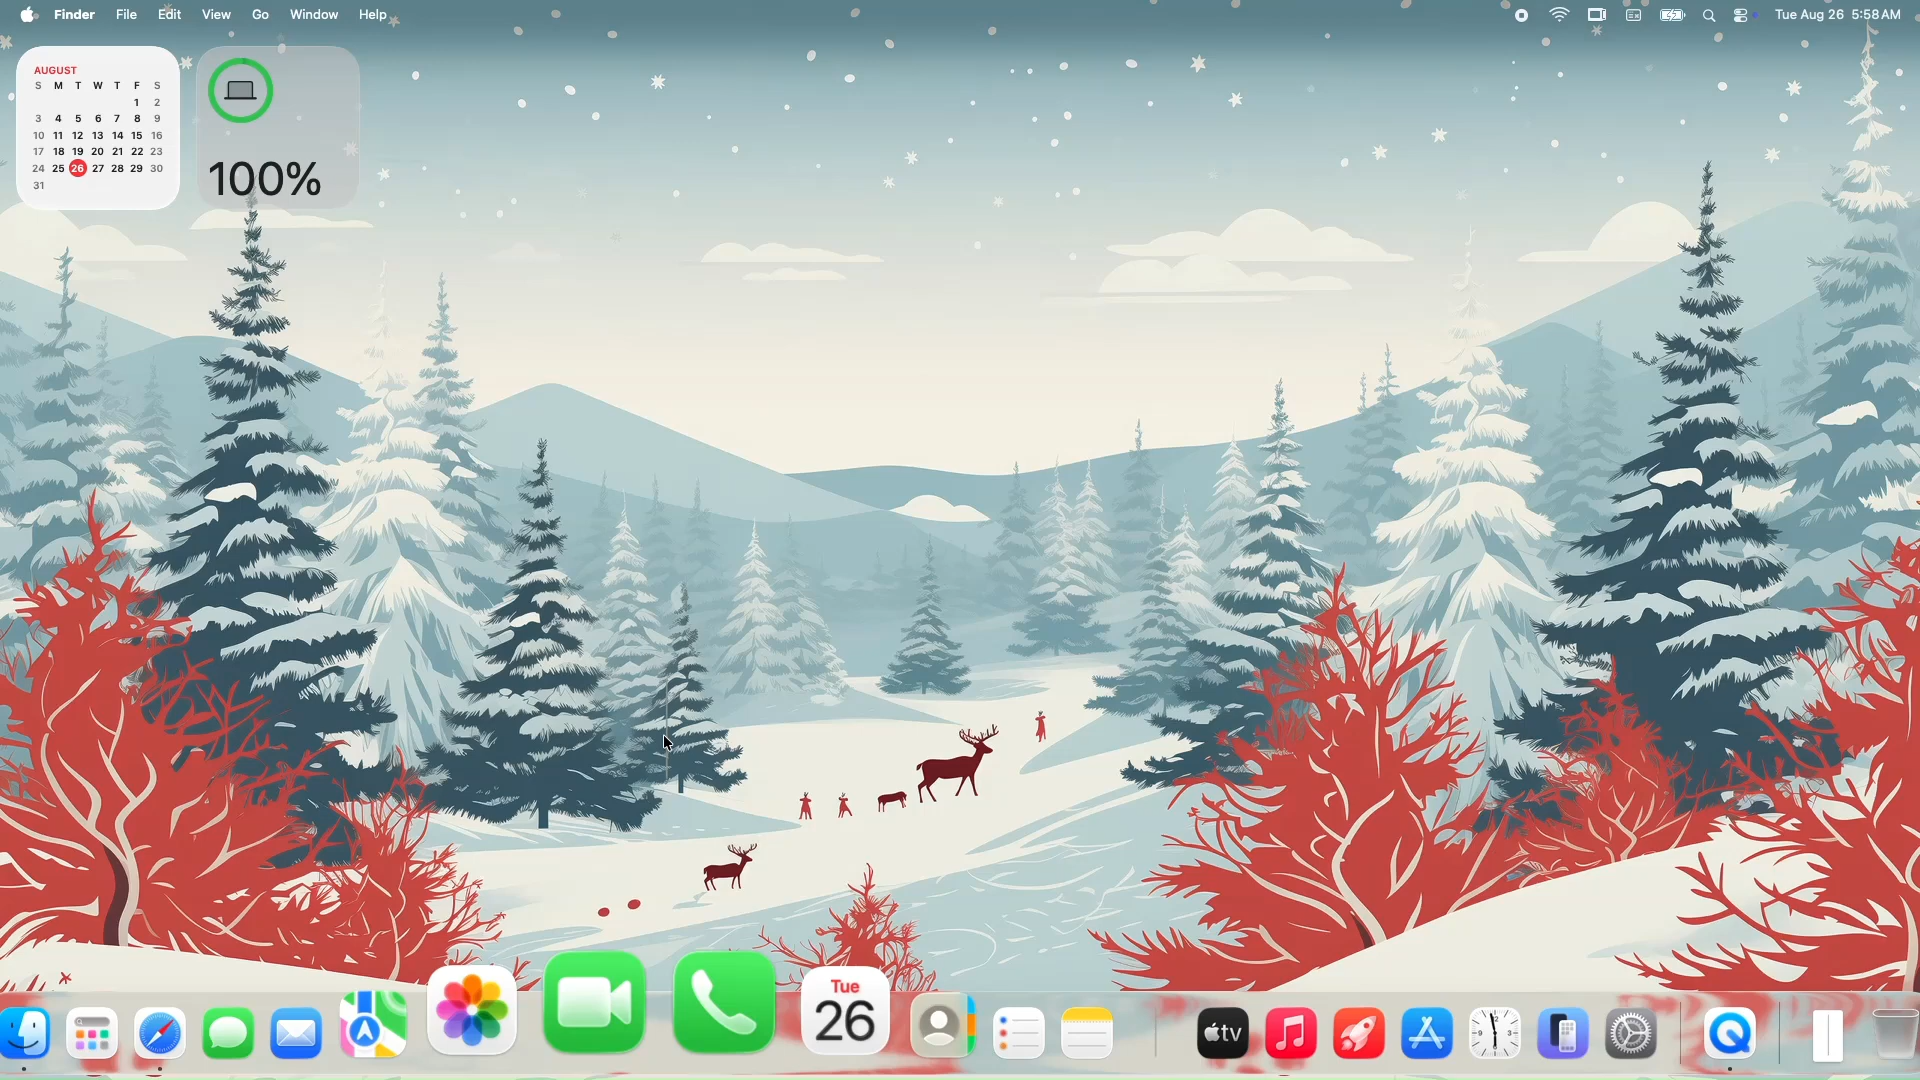 Finder File Edit View Go Window Help Tue Aug 26 5:58 AM
AUGUST
S M T W T F S
1 2
3 4 5 6 7 8 9
10 11 12 13 14 15 16
17 18 19 20 21 22 23
24 25 26 27 28 29 30
31
100%
Tue
26
tv